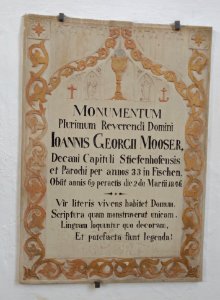 MONUMENTUM
Plurimum Reverendi Domini
IOANNIS GEORGII MOOSER,
Decani Capituli Stiefenhofensis
et Parochi per annos 33 in Fischen.
Obiit annis 69 peractis die 2 de Martii 1806
Vir literis vivens habitet Domum.
Scriptura quam monstraverat unicam.
Linguam loquuntur quo decoram,
Et patefacta sunt legenda!